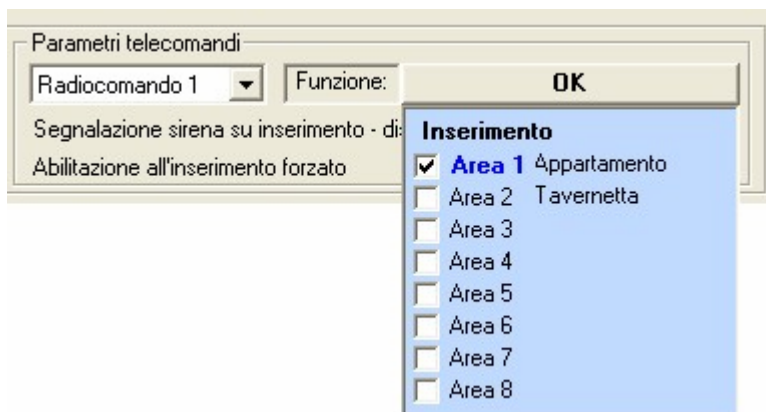 Parametri telecomandi
Radiocomando 1 Funzione: OK
Segnalazione sirena su inserimento - di
Abilitazione all'inserimento forzato
Inserimento
Area 1 Appartamento
Area 2 Tavernetta
Area 3
Area 4
Area 5
Area 6
Area 7
Area 8